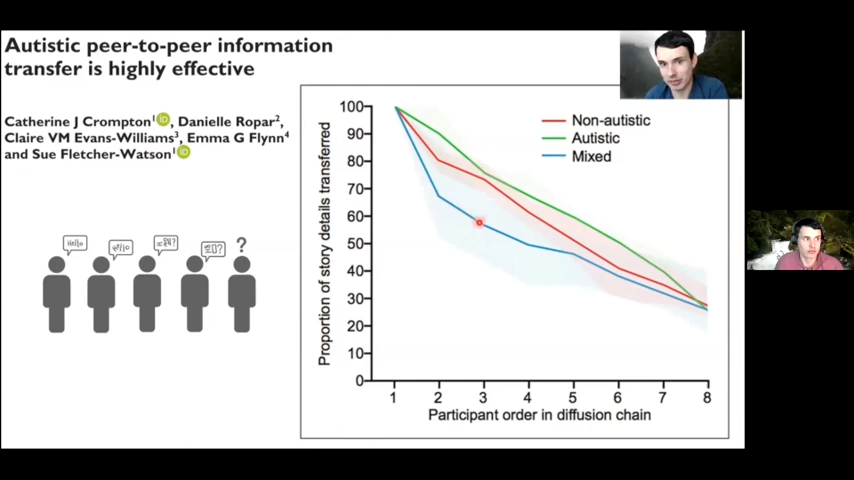 Autistic peer-to-peer information
transfer is highly effective
Catherine J Crompton¹ iD, Danielle Ropar²,
Claire VM Evans-Williams³, Emma G Flynn⁴
and Sue Fletcher-Watson¹ iD
Hello
?
Proportion of story details transferred
100
90
80
70
60
50
40
30
20
10
0
Non-autistic
Autistic
Mixed
1 2 3 4 5 6 7 8
Participant order in diffusion chain